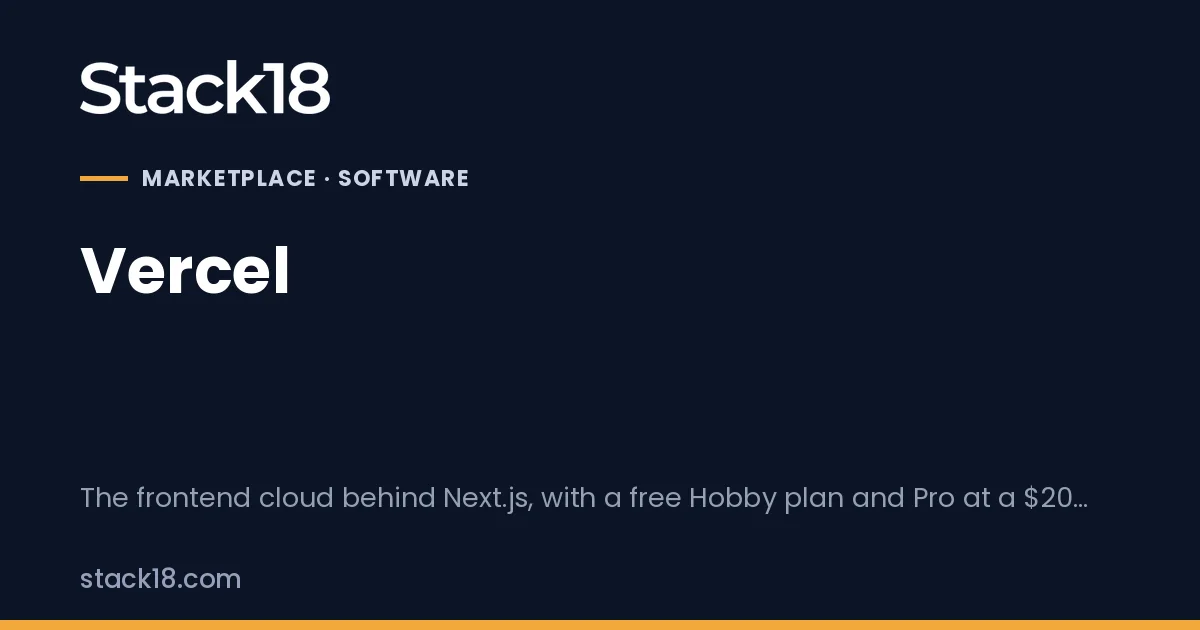 Stack18
MARKETPLACE · SOFTWARE
Vercel
The frontend cloud behind Next.js, with a free Hobby plan and Pro at a $20...
stack18.com